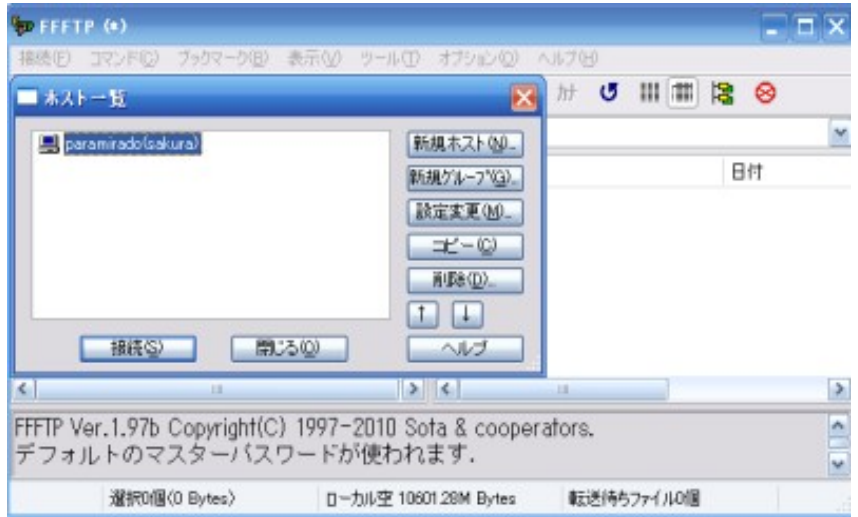 FFFTP (*)
接続(F) コマンド(C) ブックマーク(B) 表示(V) ツール(T) オプション(O) ヘルプ(H)
ホスト一覧
paramirado(sakura)
新規ホスト(N)...
新規グループ(G)...
設定変更(M)...
コピー(C)
削除(D)...
↑ ↓
接続(S) 閉じる(O) ヘルプ
カナ
日付
FFFTP Ver.1.97b Copyright(C) 1997-2010 Sota & cooperators.
デフォルトのマスターパスワードが使われます.
選択0個(0 Bytes) ローカル空 10601.28M Bytes 転送待ちファイル0個